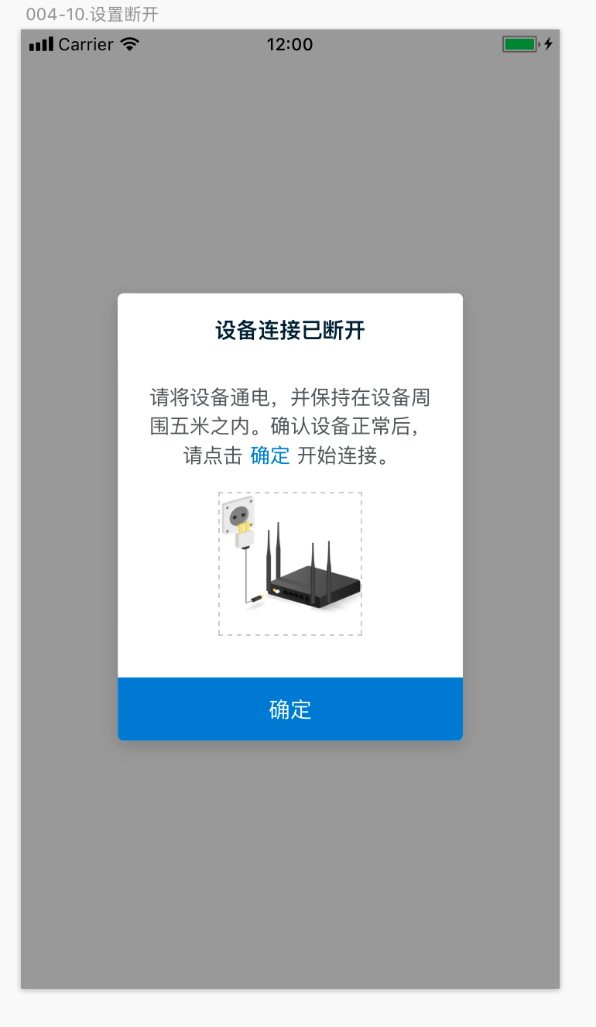 004-10.设置断开
Carrier 12:00
设备连接已断开
请将设备通电，并保持在设备周
围五米之内。确认设备正常后，
请点击 确定 开始连接。
确定